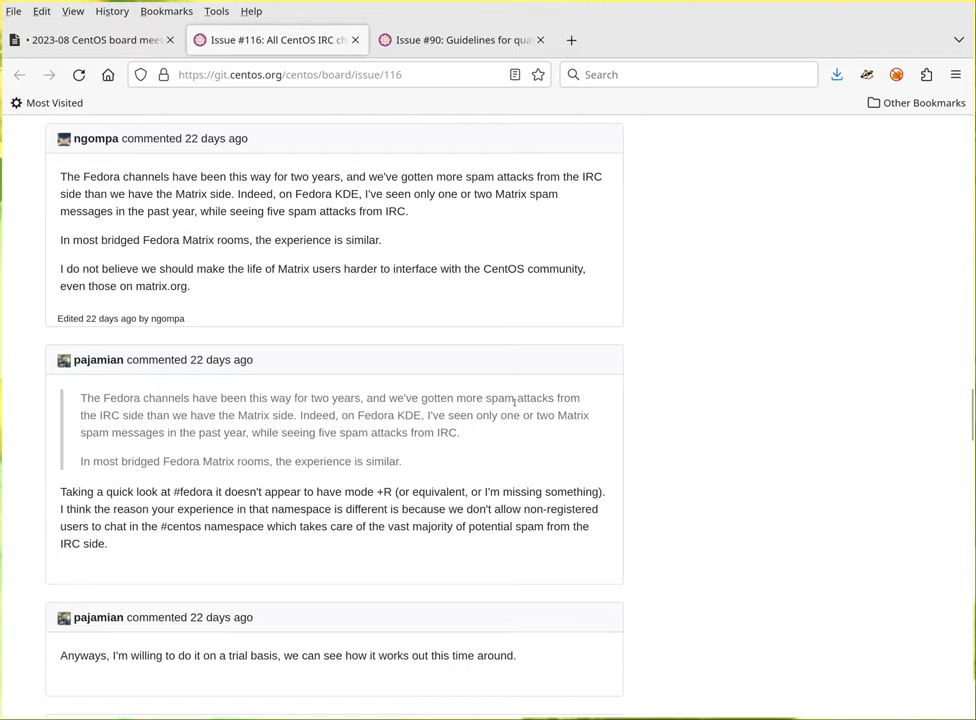 File Edit View History Bookmarks Tools Help
• 2023-08 CentOS board mee
Issue #116: All CentOS IRC ch
Issue #90: Guidelines for qua
https://git.centos.org/centos/board/issue/116
Search
Most Visited
Other Bookmarks
ngompa commented 22 days ago
The Fedora channels have been this way for two years, and we've gotten more spam attacks from the IRC
side than we have the Matrix side. Indeed, on Fedora KDE, I've seen only one or two Matrix spam
messages in the past year, while seeing five spam attacks from IRC.
In most bridged Fedora Matrix rooms, the experience is similar.
I do not believe we should make the life of Matrix users harder to interface with the CentOS community,
even those on matrix.org.
Edited 22 days ago by ngompa
pajamian commented 22 days ago
The Fedora channels have been this way for two years, and we've gotten more spam attacks from
the IRC side than we have the Matrix side. Indeed, on Fedora KDE, I've seen only one or two Matrix
spam messages in the past year, while seeing five spam attacks from IRC.
In most bridged Fedora Matrix rooms, the experience is similar.
Taking a quick look at #fedora it doesn't appear to have mode +R (or equivalent, or I'm missing something).
I think the reason your experience in that namespace is different is because we don't allow non-registered
users to chat in the #centos namespace which takes care of the vast majority of potential spam from the
IRC side.
pajamian commented 22 days ago
Anyways, I'm willing to do it on a trial basis, we can see how it works out this time around.